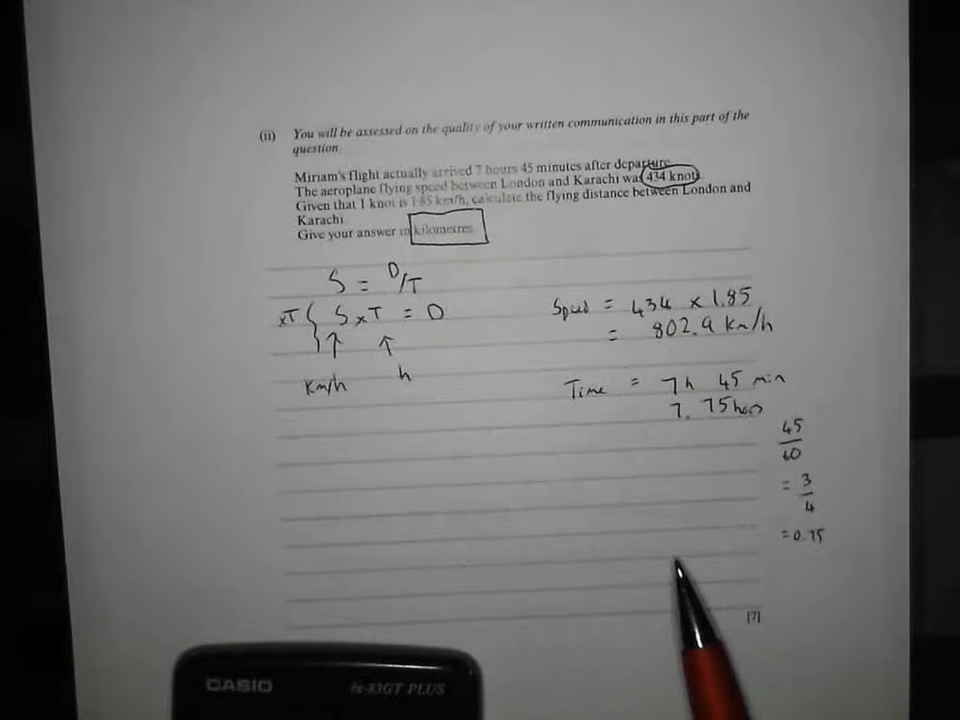 (ii) You will be assessed on the quality of your written communication in this part of the
question.
Miriam's flight actually arrived 7 hours 45 minutes after departure.
The aeroplane flying speed between London and Karachi was 434 knots.
Given that 1 knot is 1·85 km/h, calculate the flying distance between London and
Karachi.
Give your answer in kilometres.
S = D/T
xT S x T = D
Km/h h
Speed = 434 x 1.85
= 802.9 km/h
Time = 7h 45 min
7.75 hours
45
60
= 3
4
= 0.75
[7]
CASIO fx-83GT PLUS